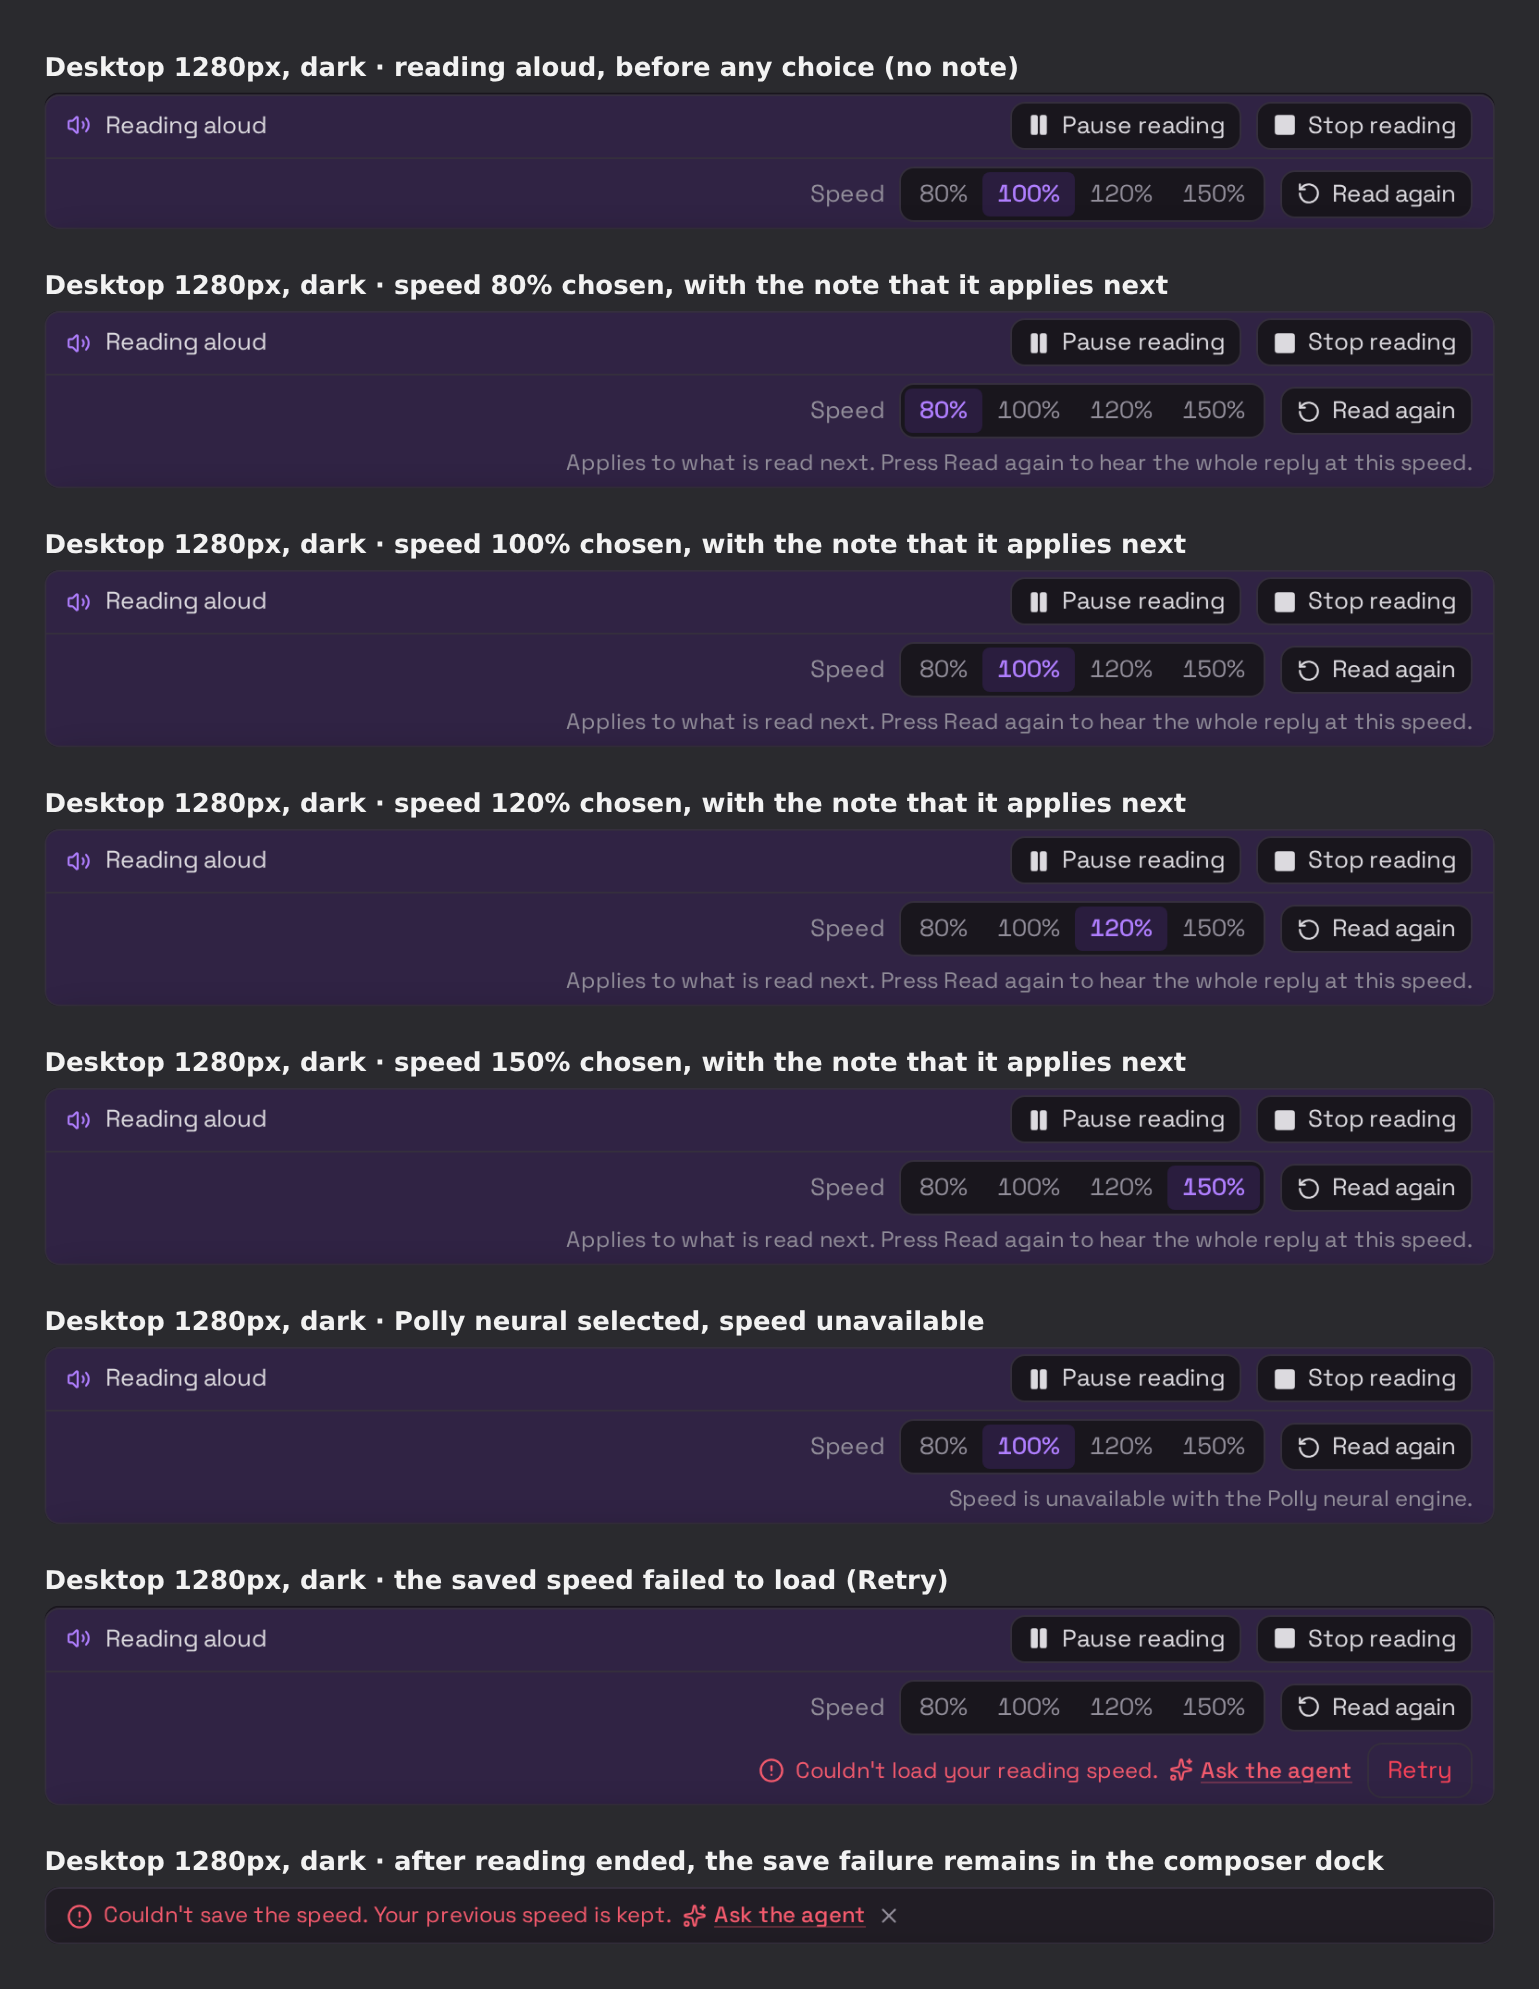 Desktop 1280px, dark · reading aloud, before any choice (no note)
Reading aloud Pause reading Stop reading
Speed 80% 100% 120% 150% Read again
Desktop 1280px, dark · speed 80% chosen, with the note that it applies next
Reading aloud Pause reading Stop reading
Speed 80% 100% 120% 150% Read again
Applies to what is read next. Press Read again to hear the whole reply at this speed.
Desktop 1280px, dark · speed 100% chosen, with the note that it applies next
Reading aloud Pause reading Stop reading
Speed 80% 100% 120% 150% Read again
Applies to what is read next. Press Read again to hear the whole reply at this speed.
Desktop 1280px, dark · speed 120% chosen, with the note that it applies next
Reading aloud Pause reading Stop reading
Speed 80% 100% 120% 150% Read again
Applies to what is read next. Press Read again to hear the whole reply at this speed.
Desktop 1280px, dark · speed 150% chosen, with the note that it applies next
Reading aloud Pause reading Stop reading
Speed 80% 100% 120% 150% Read again
Applies to what is read next. Press Read again to hear the whole reply at this speed.
Desktop 1280px, dark · Polly neural selected, speed unavailable
Reading aloud Pause reading Stop reading
Speed 80% 100% 120% 150% Read again
Speed is unavailable with the Polly neural engine.
Desktop 1280px, dark · the saved speed failed to load (Retry)
Reading aloud Pause reading Stop reading
Speed 80% 100% 120% 150% Read again
Couldn't load your reading speed. Ask the agent Retry
Desktop 1280px, dark · after reading ended, the save failure remains in the composer dock
Couldn't save the speed. Your previous speed is kept. Ask the agent